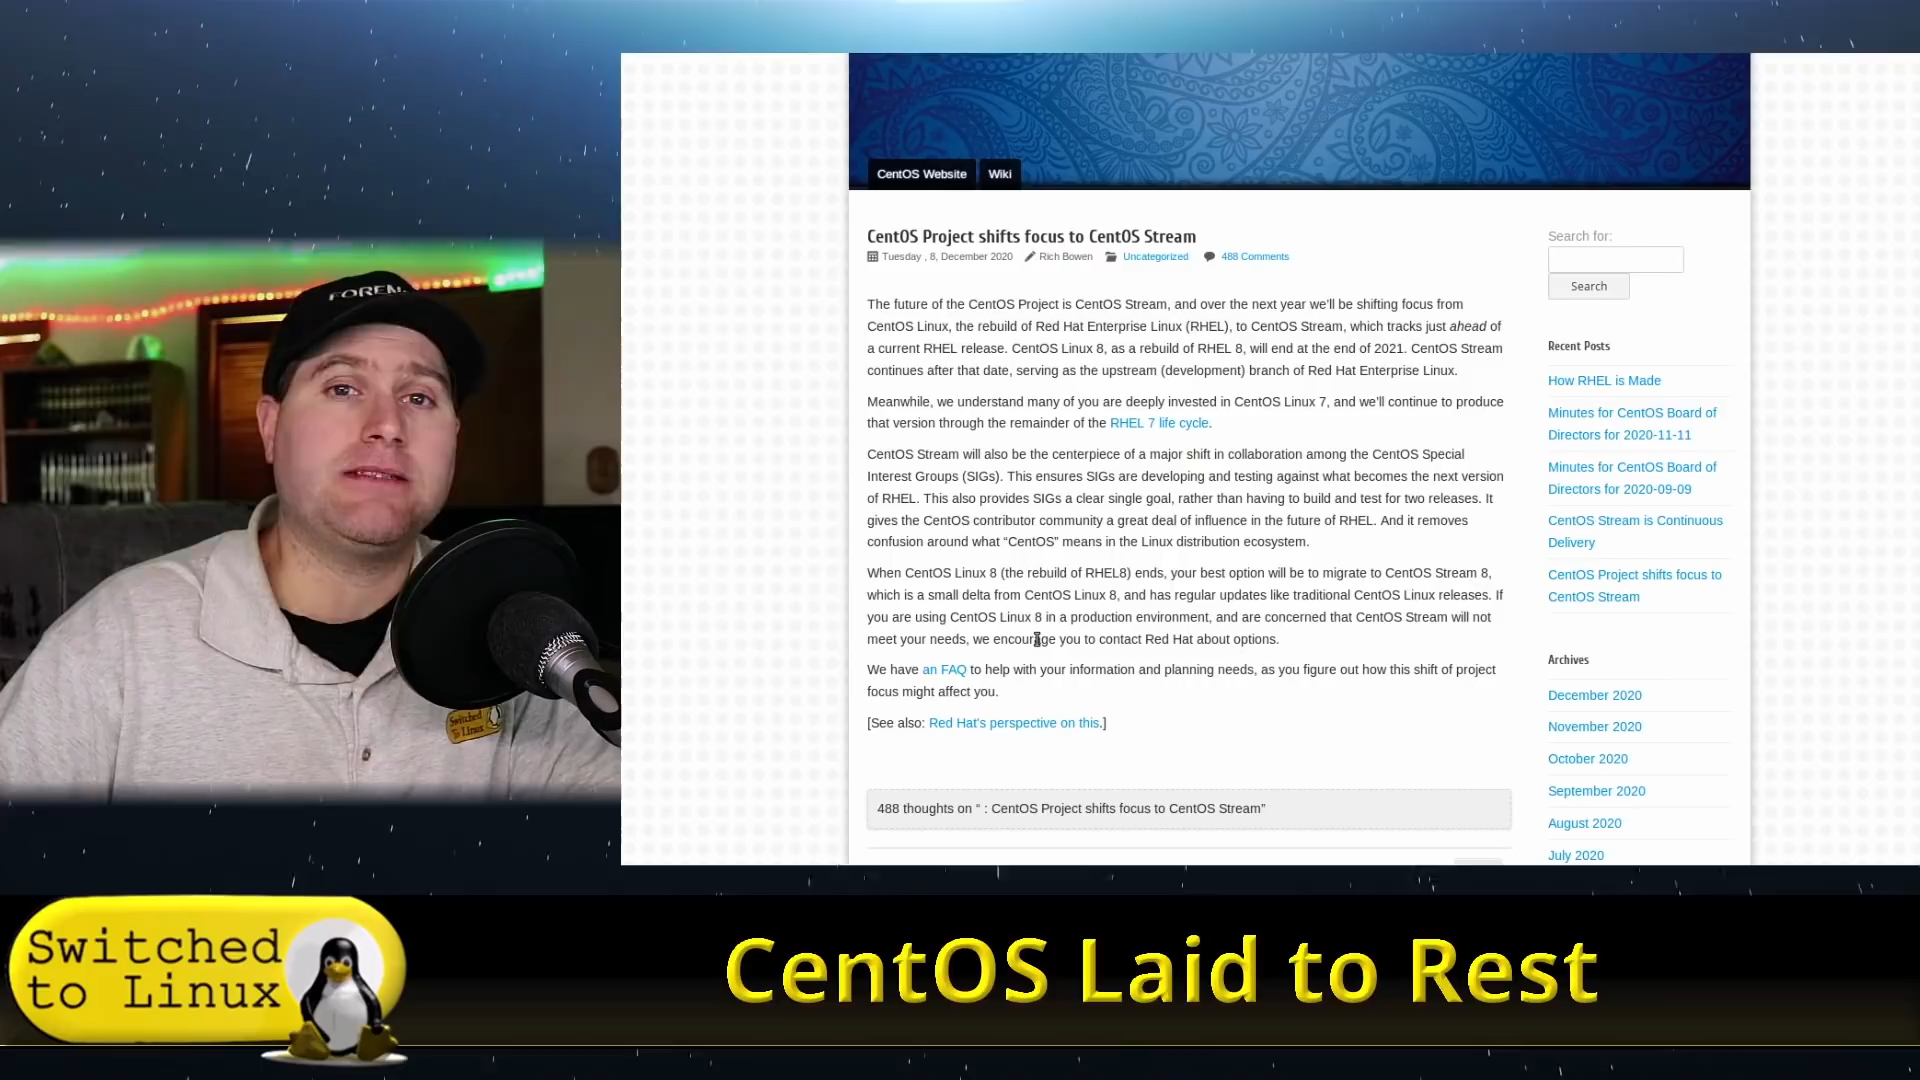 CentOS Website
Wiki
CentOS Project shifts focus to CentOS Stream
Tuesday , 8, December 2020 Rich Bowen Uncategorized 488 Comments
The future of the CentOS Project is CentOS Stream, and over the next year we’ll be shifting focus from
CentOS Linux, the rebuild of Red Hat Enterprise Linux (RHEL), to CentOS Stream, which tracks just ahead of
a current RHEL release. CentOS Linux 8, as a rebuild of RHEL 8, will end at the end of 2021. CentOS Stream
continues after that date, serving as the upstream (development) branch of Red Hat Enterprise Linux.
Meanwhile, we understand many of you are deeply invested in CentOS Linux 7, and we’ll continue to produce
that version through the remainder of the RHEL 7 life cycle.
CentOS Stream will also be the centerpiece of a major shift in collaboration among the CentOS Special
Interest Groups (SIGs). This ensures SIGs are developing and testing against what becomes the next version
of RHEL. This also provides SIGs a clear single goal, rather than having to build and test for two releases. It
gives the CentOS contributor community a great deal of influence in the future of RHEL. And it removes
confusion around what “CentOS” means in the Linux distribution ecosystem.
When CentOS Linux 8 (the rebuild of RHEL8) ends, your best option will be to migrate to CentOS Stream 8,
which is a small delta from CentOS Linux 8, and has regular updates like traditional CentOS Linux releases. If
you are using CentOS Linux 8 in a production environment, and are concerned that CentOS Stream will not
meet your needs, we encourage you to contact Red Hat about options.
We have an FAQ to help with your information and planning needs, as you figure out how this shift of project
focus might affect you.
[See also: Red Hat’s perspective on this.]
488 thoughts on “ : CentOS Project shifts focus to CentOS Stream”
Search for:
Search
Recent Posts
How RHEL is Made
Minutes for CentOS Board of
Directors for 2020-11-11
Minutes for CentOS Board of
Directors for 2020-09-09
CentOS Stream is Continuous
Delivery
CentOS Project shifts focus to
CentOS Stream
Archives
December 2020
November 2020
October 2020
September 2020
August 2020
July 2020
FOREN
Switched
To Linux
Switched
to Linux
CentOS Laid to Rest